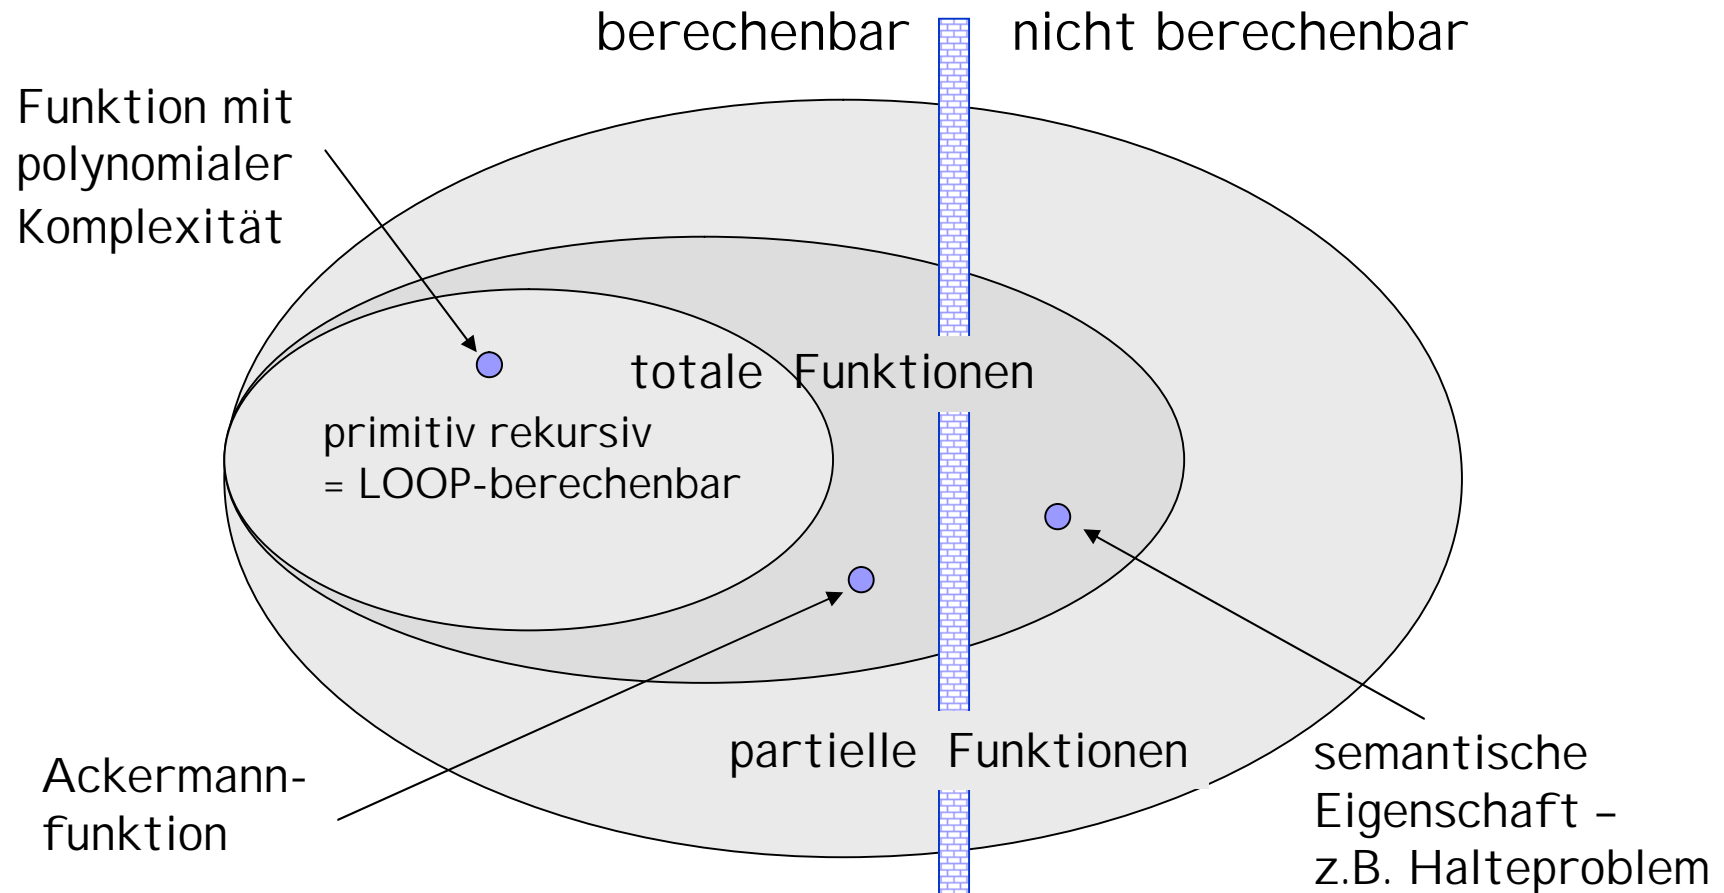 berechenbar
nicht berechenbar
Funktion mit
polynomialer
Komplexität
totale Funktionen
primitiv rekursiv
= LOOP-berechenbar
partielle Funktionen
Ackermann-
funktion
semantische
Eigenschaft –
z.B. Halteproblem